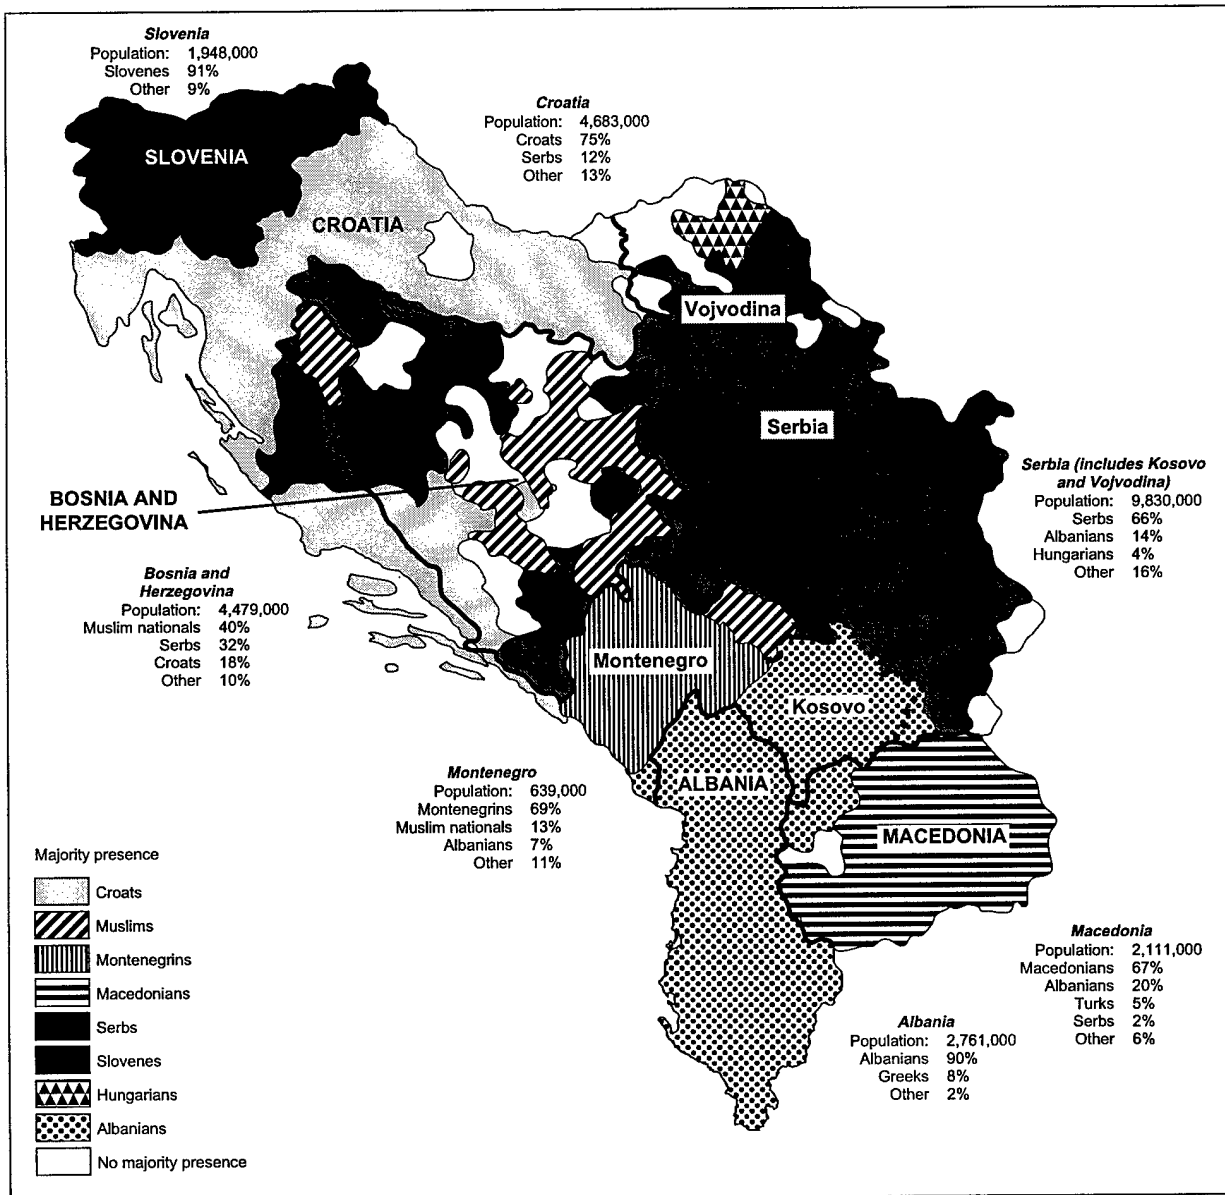 Slovenia
Population: 1,948,000
Slovenes 91%
Other 9%
Croatia
Population: 4,683,000
Croats 75%
Serbs 12%
Other 13%
SLOVENIA
CROATIA
Vojvodina
Serbia
BOSNIA AND
HERZEGOVINA
Serbia (includes Kosovo
and Vojvodina)
Population: 9,830,000
Serbs 66%
Albanians 14%
Hungarians 4%
Other 16%
Bosnia and
Herzegovina
Population: 4,479,000
Muslim nationals 40%
Serbs 32%
Croats 18%
Other 10%
Montenegro
Kosovo
Montenegro
Population: 639,000
Montenegrins 69%
Muslim nationals 13%
Albanians 7%
Other 11%
ALBANIA
MACEDONIA
Majority presence
Croats
Muslims
Montenegrins
Macedonians
Serbs
Slovenes
Hungarians
Albanians
No majority presence
Macedonia
Population: 2,111,000
Macedonians 67%
Albanians 20%
Turks 5%
Serbs 2%
Other 6%
Albania
Population: 2,761,000
Albanians 90%
Greeks 8%
Other 2%